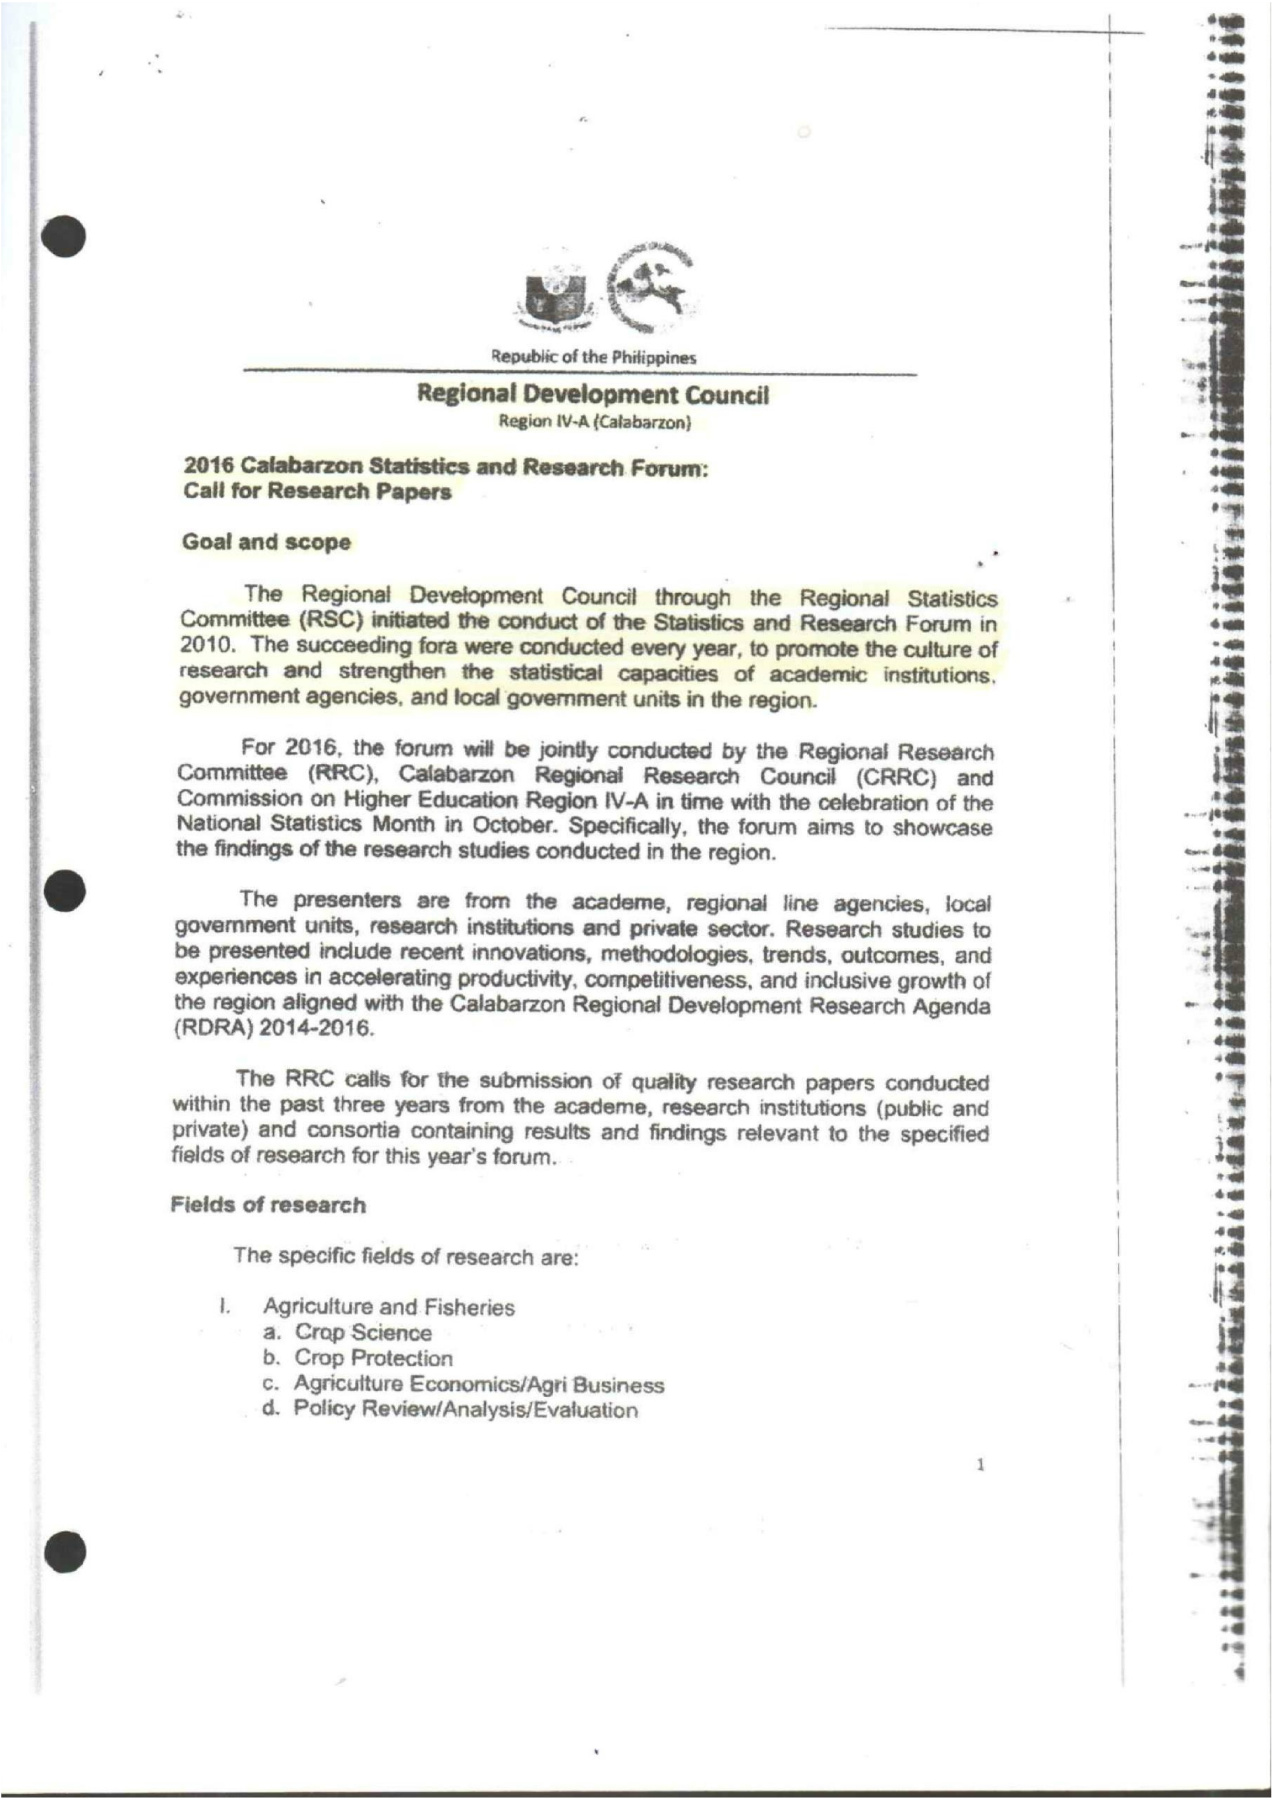 Republic of the Philippines
Regional Development Council
Region IV-A (Calabarzon)
2016 Calabarzon Statistics and Research Forum:
Call for Research Papers
Goal and scope
The Regional Development Council through the Regional Statistics
Committee (RSC) initiated the conduct of the Statistics and Research Forum in
2010. The succeeding fora were conducted every year, to promote the culture of
research and strengthen the statistical capacities of academic institutions,
government agencies, and local government units in the region.
For 2016, the forum will be jointly conducted by the Regional Research
Committee (RRC), Calabarzon Regional Research Council (CRRC) and
Commission on Higher Education Region IV-A in time with the celebration of the
National Statistics Month in October. Specifically, the forum aims to showcase
the findings of the research studies conducted in the region.
The presenters are from the academe, regional line agencies, local
government units, research institutions and private sector. Research studies to
be presented include recent innovations, methodologies, trends, outcomes, and
experiences in accelerating productivity, competitiveness, and inclusive growth of
the region aligned with the Calabarzon Regional Development Research Agenda
(RDRA) 2014-2016.
The RRC calls for the submission of quality research papers conducted
within the past three years from the academe, research institutions (public and
private) and consortia containing results and findings relevant to the specified
fields of research for this year's forum.
Fields of research
The specific fields of research are:
I. Agriculture and Fisheries
a. Crop Science
b. Crop Protection
c. Agriculture Economics/Agri Business
d. Policy Review/Analysis/Evaluation
1